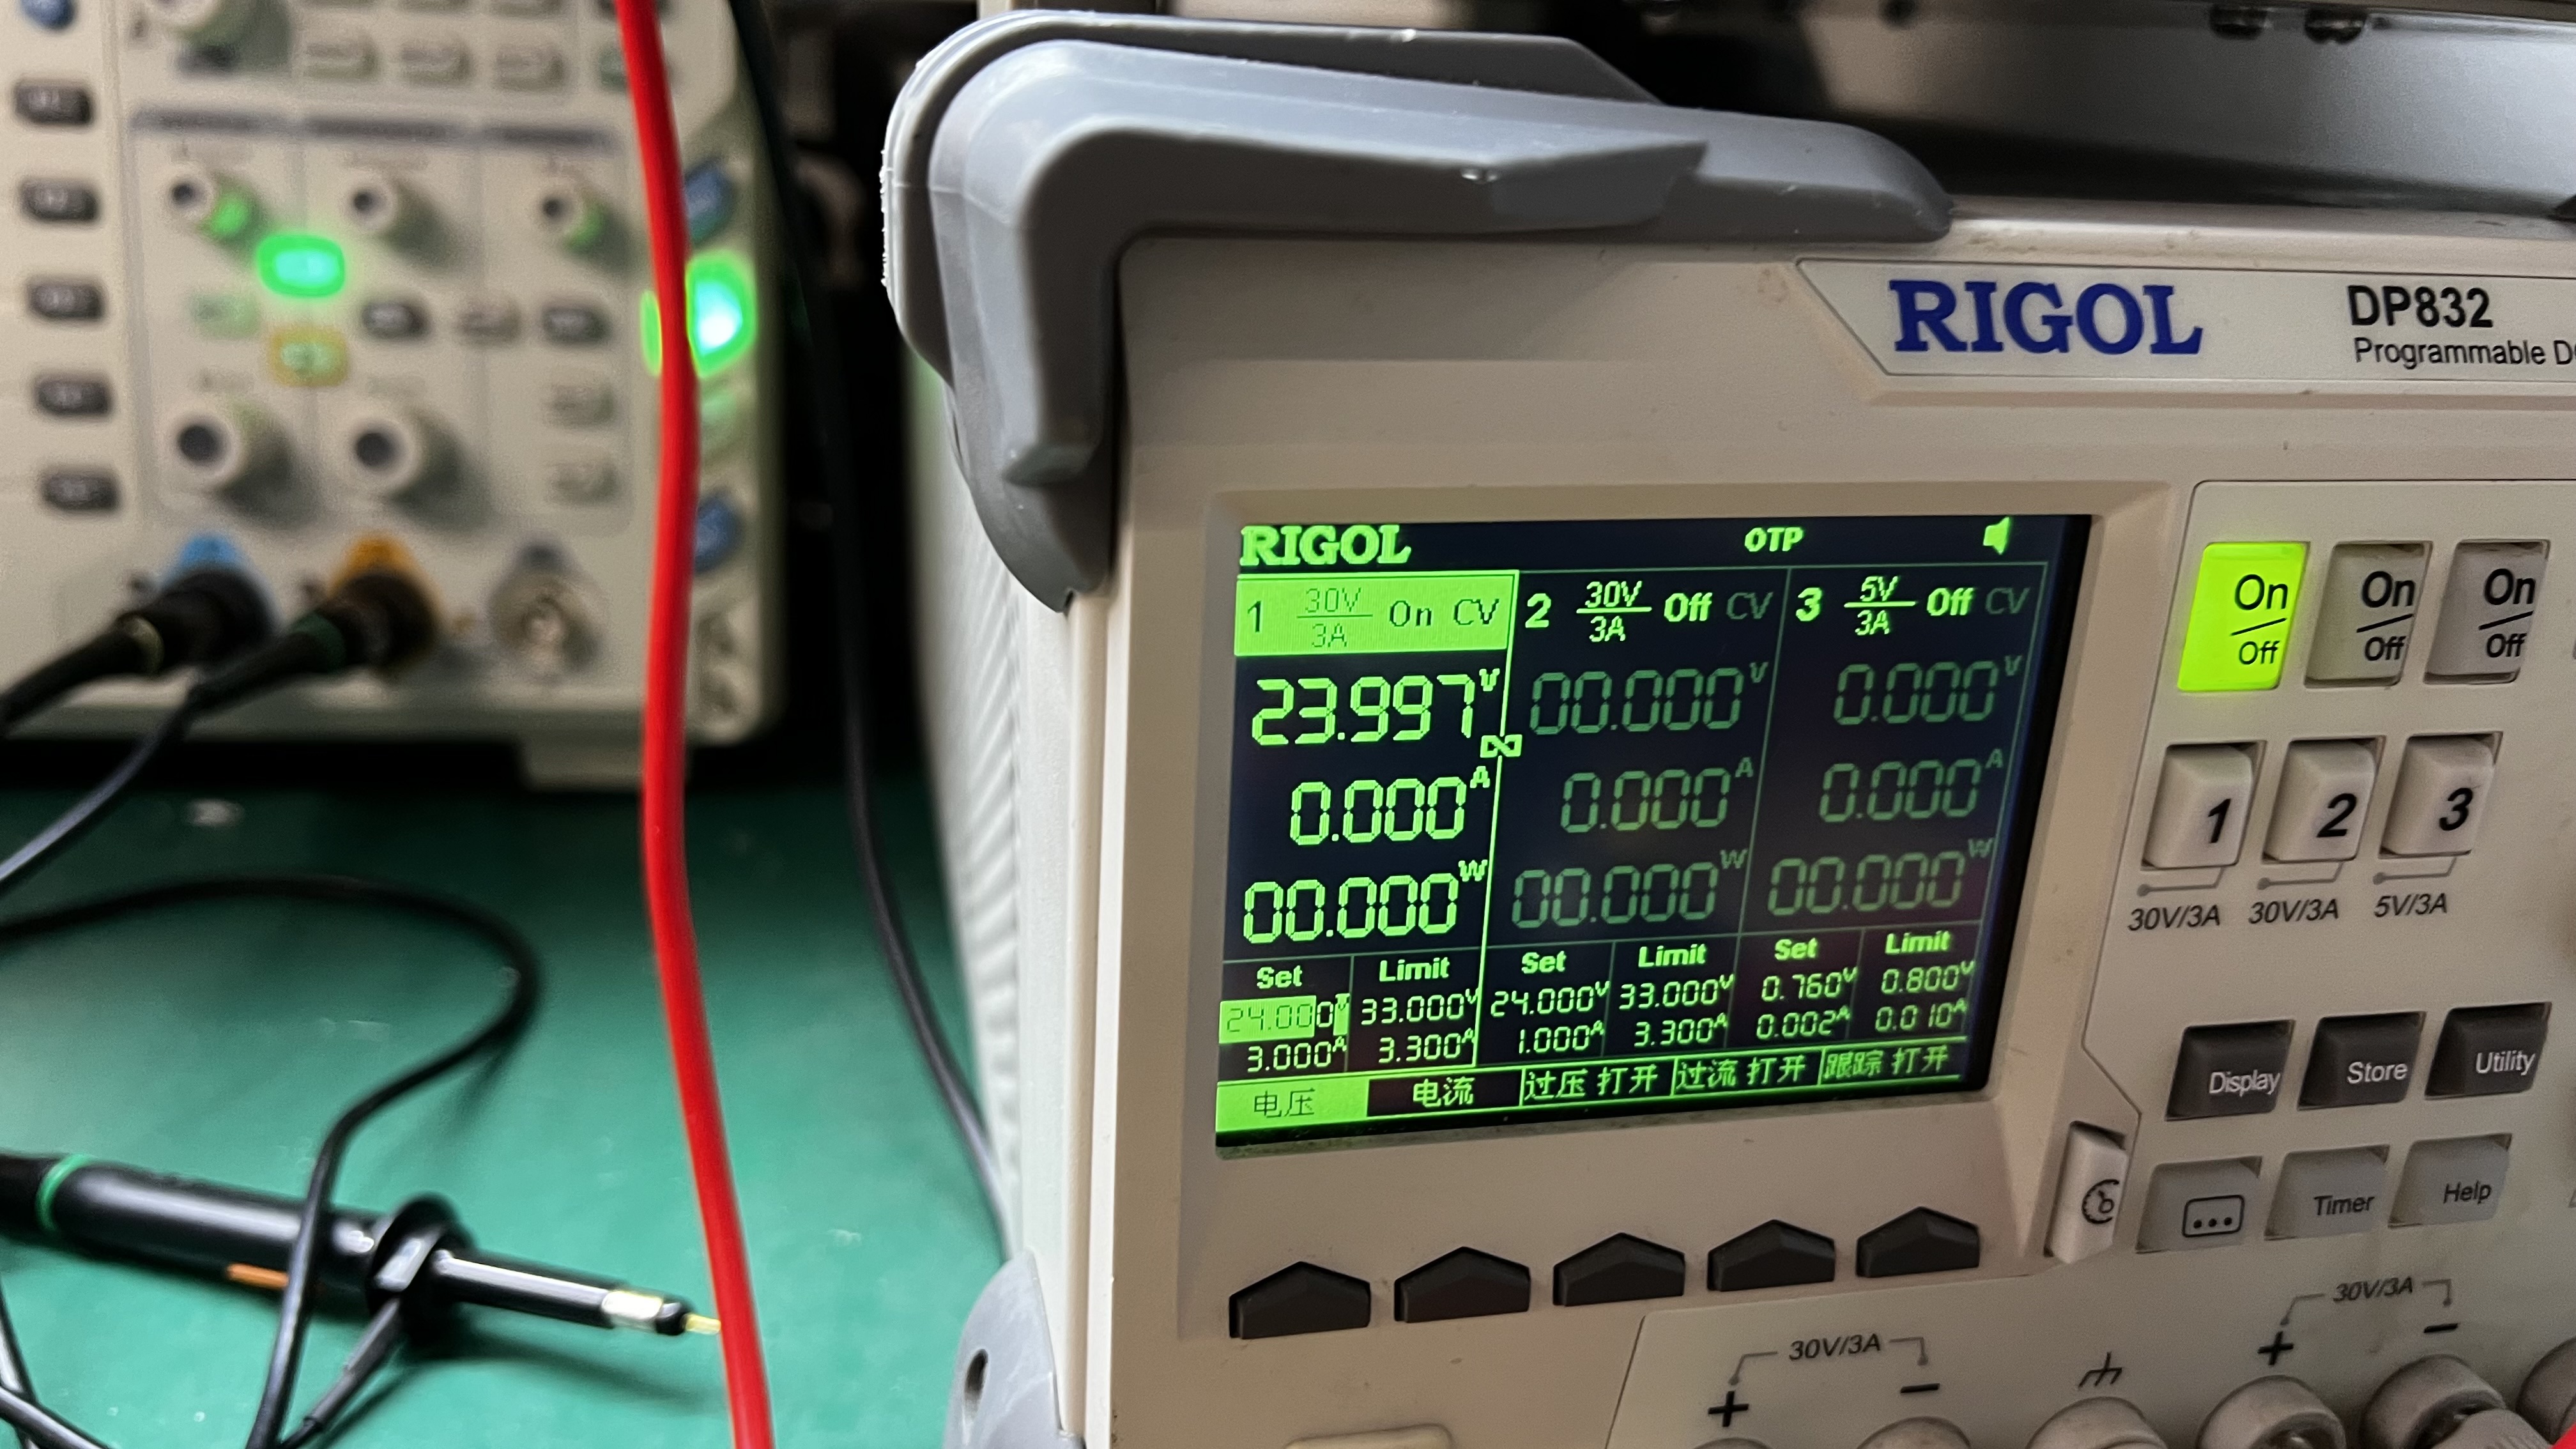 RIGOL
DP832
Programmable
RIGOL OTP
1 30V/3A On CV 2 30V/3A Off CV 3 5V/3A Off CV
23.997V 00.000V 0.000V
0.000A 0.000A 0.000A
00.000W 00.000W 00.000W
Set Limit Set Limit Set Limit
24.000V 33.000V 24.000V 33.000V 0.760V 0.800V
3.000A 3.300A 1.000A 3.300A 0.002A 0.010A
电压 电流 过压 打开 过流 打开 跟踪 打开
On/Off On/Off On/Off
1 2 3
30V/3A 30V/3A 5V/3A
Display Store Utility
... Timer Help
30V/3A
+ −
30V/3A
+ −